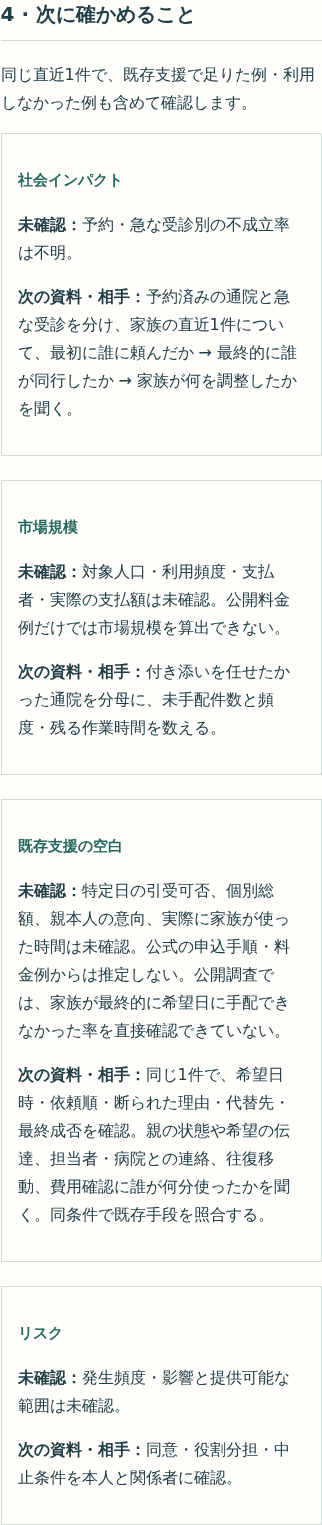 4・次に確かめること
同じ直近1件で、既存支援で足りた例・利用
しなかった例も含めて確認します。
社会インパクト
未確認：予約・急な受診別の不成立率
は不明。
次の資料・相手：予約済みの通院と急
な受診を分け、家族の直近1件につい
て、最初に誰に頼んだか → 最終的に誰
が同行したか → 家族が何を調整したか
を聞く。
市場規模
未確認：対象人口・利用頻度・支払
者・実際の支払額は未確認。公開料金
例だけでは市場規模を算出できない。
次の資料・相手：付き添いを任せたか
った通院を分母に、未手配件数と頻
度・残る作業時間を数える。
既存支援の空白
未確認：特定日の引受可否、個別総
額、親本人の意向、実際に家族が使っ
た時間は未確認。公式の申込手順・料
金例からは推定しない。公開調査で
は、家族が最終的に希望日に手配でき
なかった率を直接確認できていない。
次の資料・相手：同じ1件で、希望日
時・依頼順・断られた理由・代替先・
最終成否を確認。親の状態や希望の伝
達、担当者・病院との連絡、往復移
動、費用確認に誰が何分使ったかを聞
く。同条件で既存手段を照合する。
リスク
未確認：発生頻度・影響と提供可能な
範囲は未確認。
次の資料・相手：同意・役割分担・中
止条件を本人と関係者に確認。